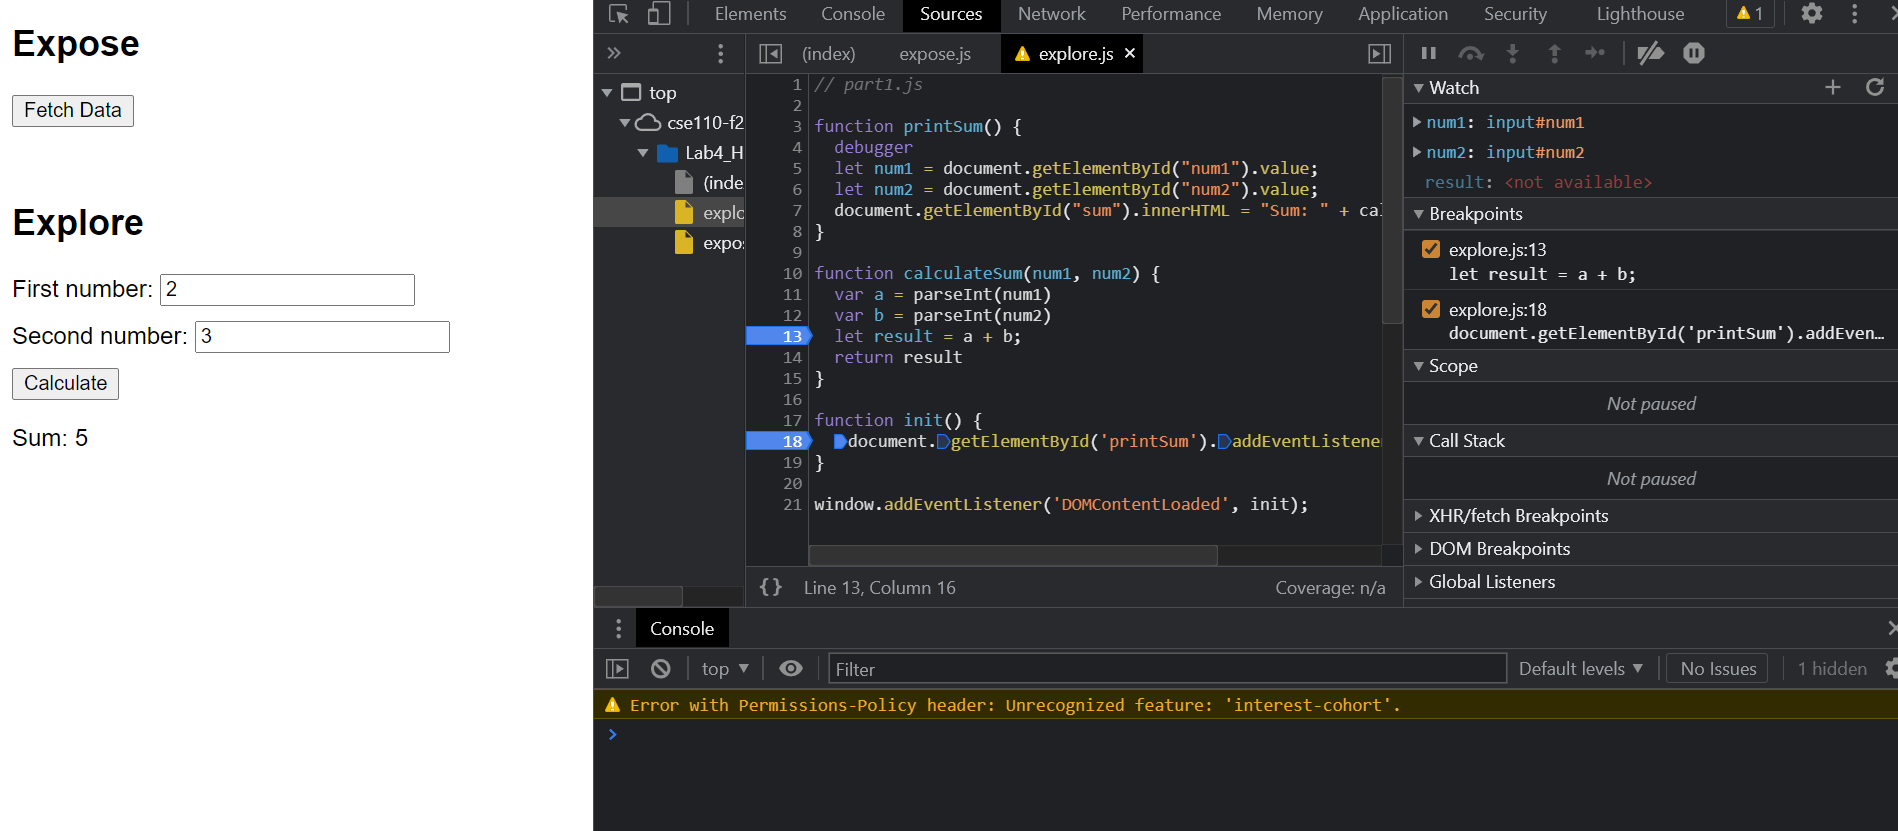 Expose
Fetch Data
Explore
First number: 2
Second number: 3
Calculate
Sum: 5
Elements Console Sources Network Performance Memory Application Security Lighthouse 1
(index) expose.js explore.js
top
cse110-f2
Lab4_H
(inde
explo
expos
1 // part1.js
2
3 function printSum() {
4 debugger
5 let num1 = document.getElementById("num1").value;
6 let num2 = document.getElementById("num2").value;
7 document.getElementById("sum").innerHTML = "Sum: " + cal
8 }
9
10 function calculateSum(num1, num2) {
11 var a = parseInt(num1)
12 var b = parseInt(num2)
13 let result = a + b;
14 return result
15 }
16
17 function init() {
18 document.getElementById('printSum').addEventListene
19 }
20
21 window.addEventListener('DOMContentLoaded', init);
{} Line 13, Column 16 Coverage: n/a
Watch
num1: input#num1
num2: input#num2
result: <not available>
Breakpoints
explore.js:13
let result = a + b;
explore.js:18
document.getElementById('printSum').addEven…
Scope
Not paused
Call Stack
Not paused
XHR/fetch Breakpoints
DOM Breakpoints
Global Listeners
Console
top Filter Default levels No Issues 1 hidden
Error with Permissions-Policy header: Unrecognized feature: 'interest-cohort'.